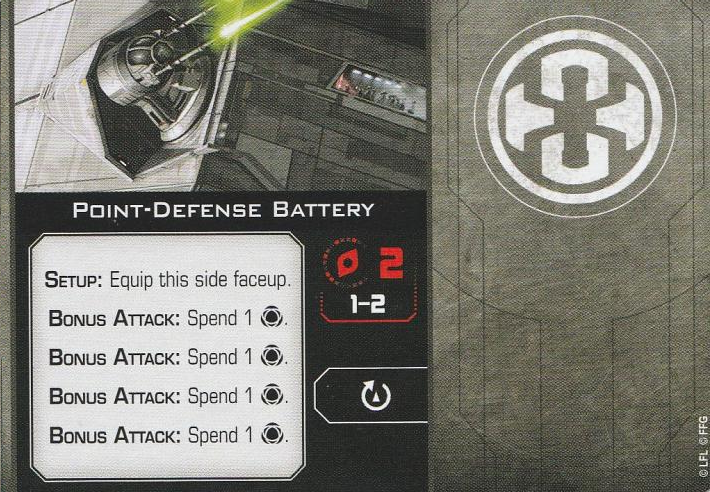 POINT-DEFENSE BATTERY
SETUP: Equip this side faceup.
BONUS ATTACK: Spend 1 .
BONUS ATTACK: Spend 1 .
BONUS ATTACK: Spend 1 .
BONUS ATTACK: Spend 1 .
2
1–2
©LFL ©FFG